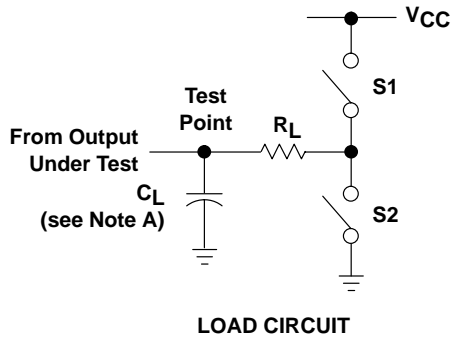 VCC
S1
Test
Point
RL
From Output
Under Test
CL
(see Note A)
S2
LOAD CIRCUIT